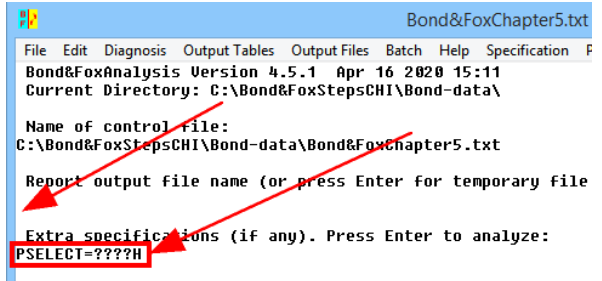 Bond&FoxChapter5.txt
File Edit Diagnosis Output Tables Output Files Batch Help Specification P
Bond&FoxAnalysis Version 4.5.1 Apr 16 2020 15:11
Current Directory: C:\Bond&FoxStepsCHI\Bond-data\
Name of control file:
C:\Bond&FoxStepsCHI\Bond-data\Bond&FoxChapter5.txt
Report output file name (or press Enter for temporary file
Extra specifications (if any). Press Enter to analyze:
PSELECT=????H